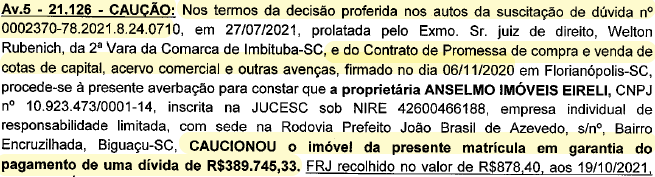 Av.5 - 21.126 - CAUÇÃO: Nos termos da decisão proferida nos autos da suscitação de dúvida nº
0002370-78.2021.8.24.0710, em 27/07/2021, prolatada pelo Exmo. Sr. juiz de direito, Welton
Rubenich, da 2ª Vara da Comarca de Imbituba-SC, e do Contrato de Promessa de compra e venda de
cotas de capital, acervo comercial e outras avenças, firmado no dia 06/11/2020 em Florianópolis-SC,
procede-se à presente averbação para constar que a proprietária ANSELMO IMÓVEIS EIRELI, CNPJ
nº 10.923.473/0001-14, inscrita na JUCESC sob NIRE 42600466188, empresa individual de
responsabilidade limitada, com sede na Rodovia Prefeito João Brasil de Azevedo, s/nº, Bairro
Encruzilhada, Biguaçu-SC, CAUCIONOU o imóvel da presente matrícula em garantia do
pagamento de uma dívida de R$389.745,33. FRJ recolhido no valor de R$878,40, aos 19/10/2021,